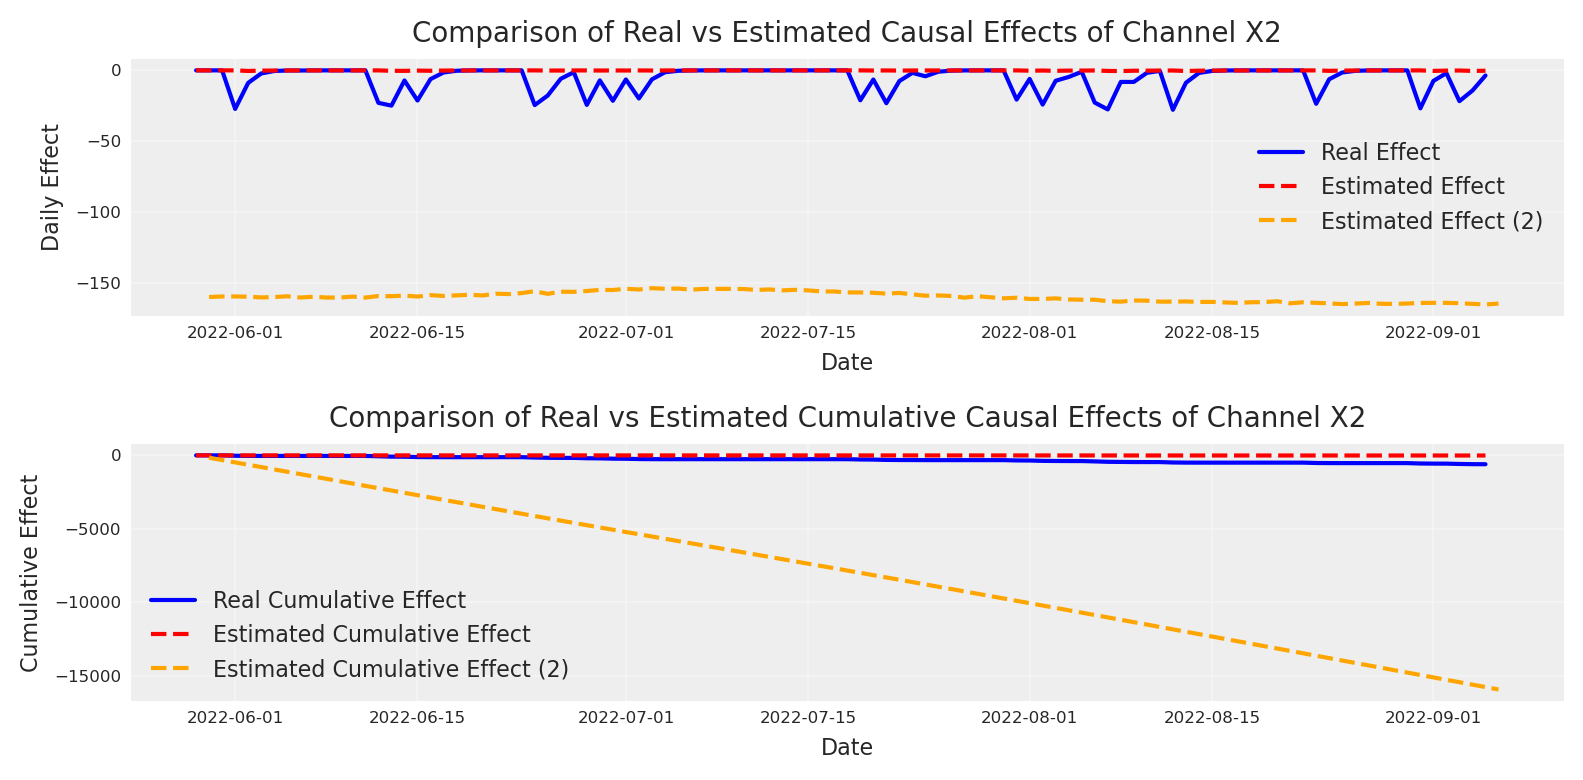 Comparison of Real vs Estimated Causal Effects of Channel X2
0
−50
−100
−150
Daily Effect
Real Effect
Estimated Effect
Estimated Effect (2)
2022-06-01
2022-06-15
2022-07-01
2022-07-15
2022-08-01
2022-08-15
2022-09-01
Date
Comparison of Real vs Estimated Cumulative Causal Effects of Channel X2
0
−5000
−10000
−15000
Cumulative Effect
Real Cumulative Effect
Estimated Cumulative Effect
Estimated Cumulative Effect (2)
2022-06-01
2022-06-15
2022-07-01
2022-07-15
2022-08-01
2022-08-15
2022-09-01
Date